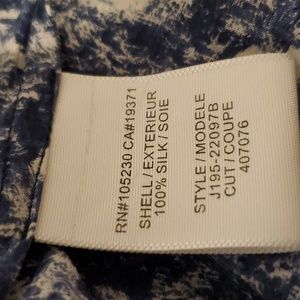 RN#105230 CA#19371
SHELL / EXTERIEUR
100% SILK / SOIE
STYLE / MODELE
J195-22097B
CUT / COUPE
407076